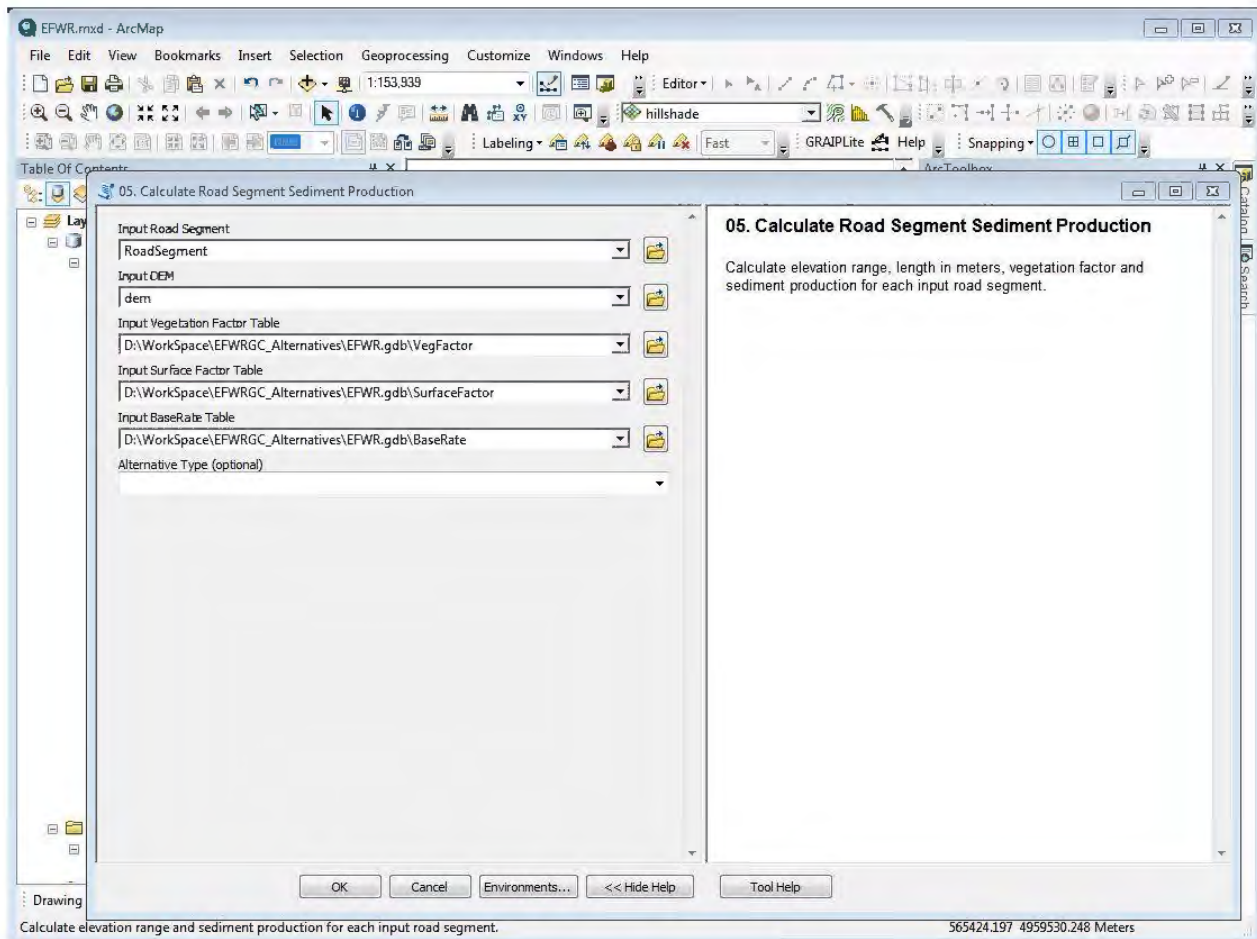 EFWR.mxd - ArcMap
File Edit View Bookmarks Insert Selection Geoprocessing Customize Windows Help
1:153,939 Editor
hillshade
Labeling Fast GRAIPLite Help Snapping
Table Of Contents ArcToolbox
05. Calculate Road Segment Sediment Production
Lay
Input Road Segment
RoadSegment
Input DEM
dem
Input Vegetation Factor Table
D:\WorkSpace\EFWRGC_Alternatives\EFWR.gdb\VegFactor
Input Surface Factor Table
D:\WorkSpace\EFWRGC_Alternatives\EFWR.gdb\SurfaceFactor
Input BaseRate Table
D:\WorkSpace\EFWRGC_Alternatives\EFWR.gdb\BaseRate
Alternative Type (optional)
05. Calculate Road Segment Sediment Production
Calculate elevation range, length in meters, vegetation factor and
sediment production for each input road segment.
Catalog
Search
OK Cancel Environments... << Hide Help Tool Help
Drawing
Calculate elevation range and sediment production for each input road segment. 565424.197 4959530.248 Meters